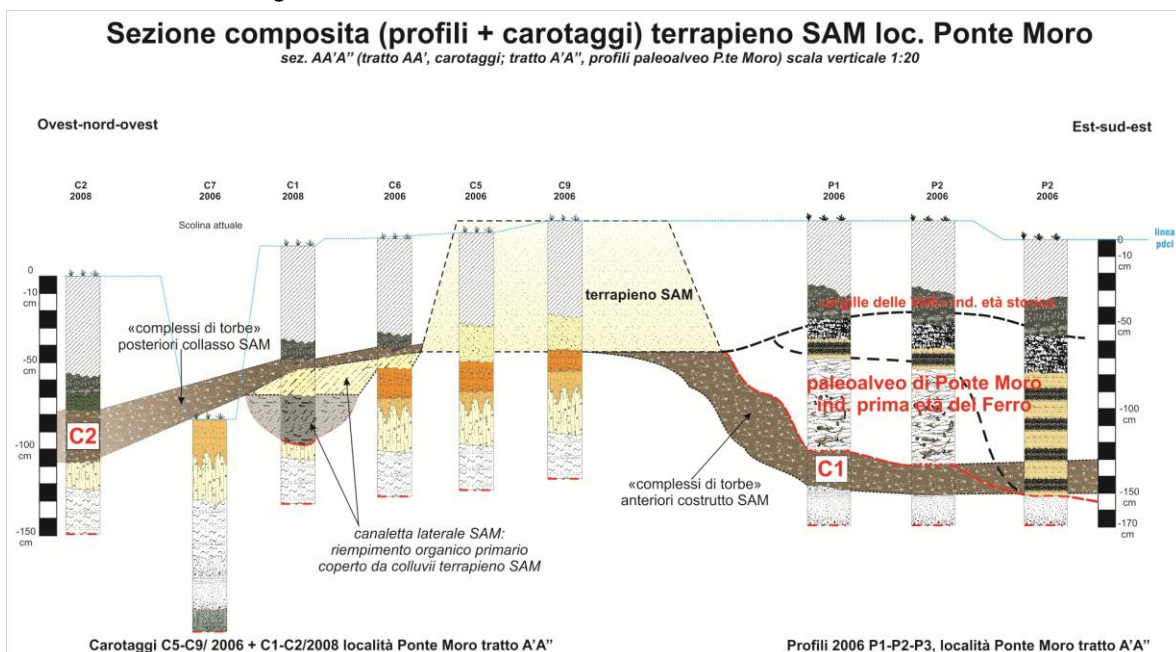 Sezione composita (profili + carotaggi) terrapieno SAM loc. Ponte Moro
sez. AA'A'' (tratto AA', carotaggi; tratto A'A'', profili paleoalveo P.te Moro) scala verticale 1:20
Ovest-nord-ovest
Est-sud-est
C2
2008
C7
2006
C1
2008
C6
2006
C5
2006
C9
2006
P1
2006
P2
2006
P2
2006
Scolina attuale
linea
pdcl
0
-10
cm
-50
cm
-100
cm
-150
cm
0
-10
cm
-50
cm
-100
cm
-150
cm
-170
cm
terrapieno SAM
«complessi di torbe»
posteriori collasso SAM
ind. età storica
paleoalveo di Ponte Moro
ind. prima età del Ferro
C2
C1
«complessi di torbe»
anteriori costrutto SAM
canaletta laterale SAM:
riempimento organico primario
coperto da colluvii terrapieno SAM
Carotaggi C5-C9/ 2006 + C1-C2/2008 località Ponte Moro tratto A'A''
Profili 2006 P1-P2-P3, località Ponte Moro tratto A'A''